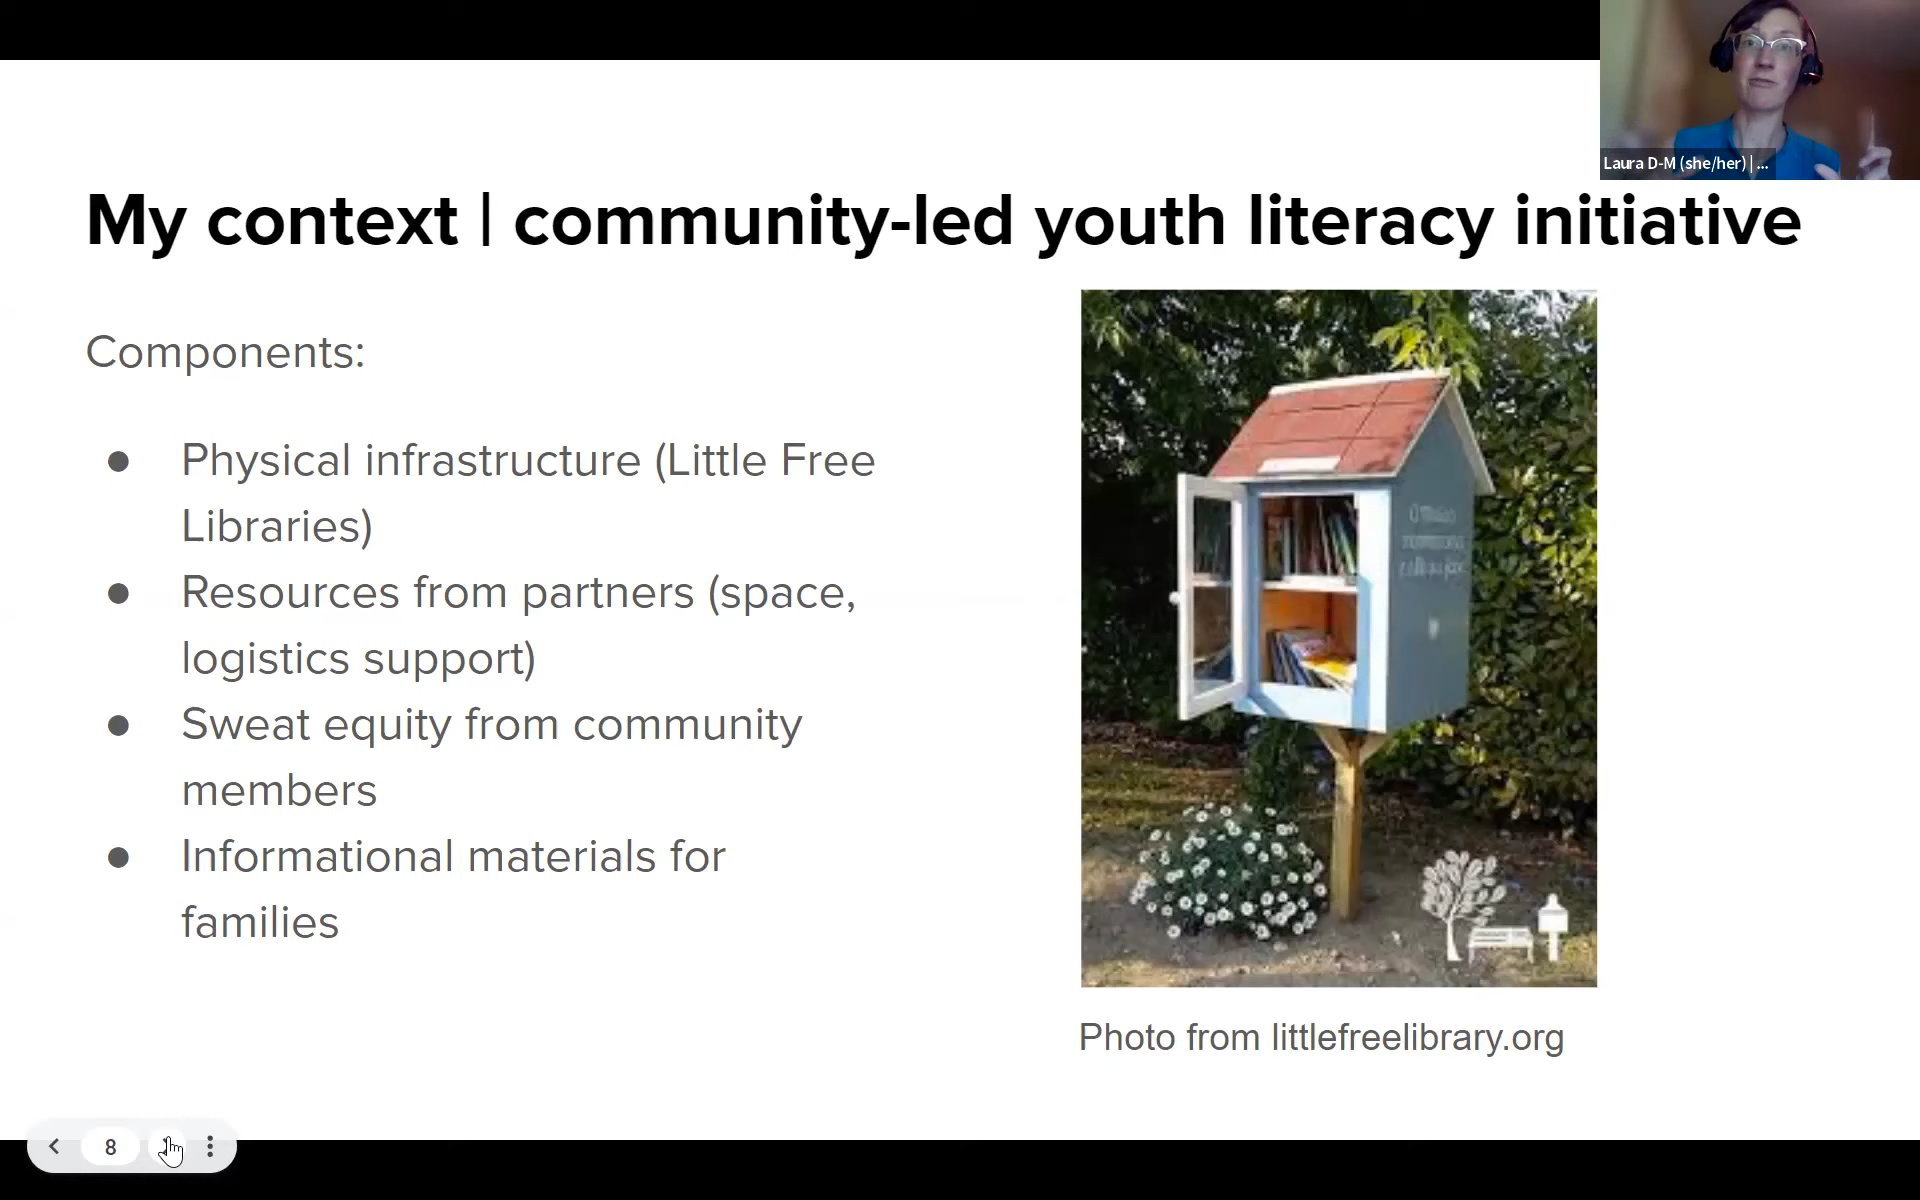 Laura D-M (she/her) | ...
My context | community-led youth literacy initiative
Components:
● Physical infrastructure (Little Free
Libraries)
● Resources from partners (space,
logistics support)
● Sweat equity from community
members
● Informational materials for
families
Photo from littlefreelibrary.org
8